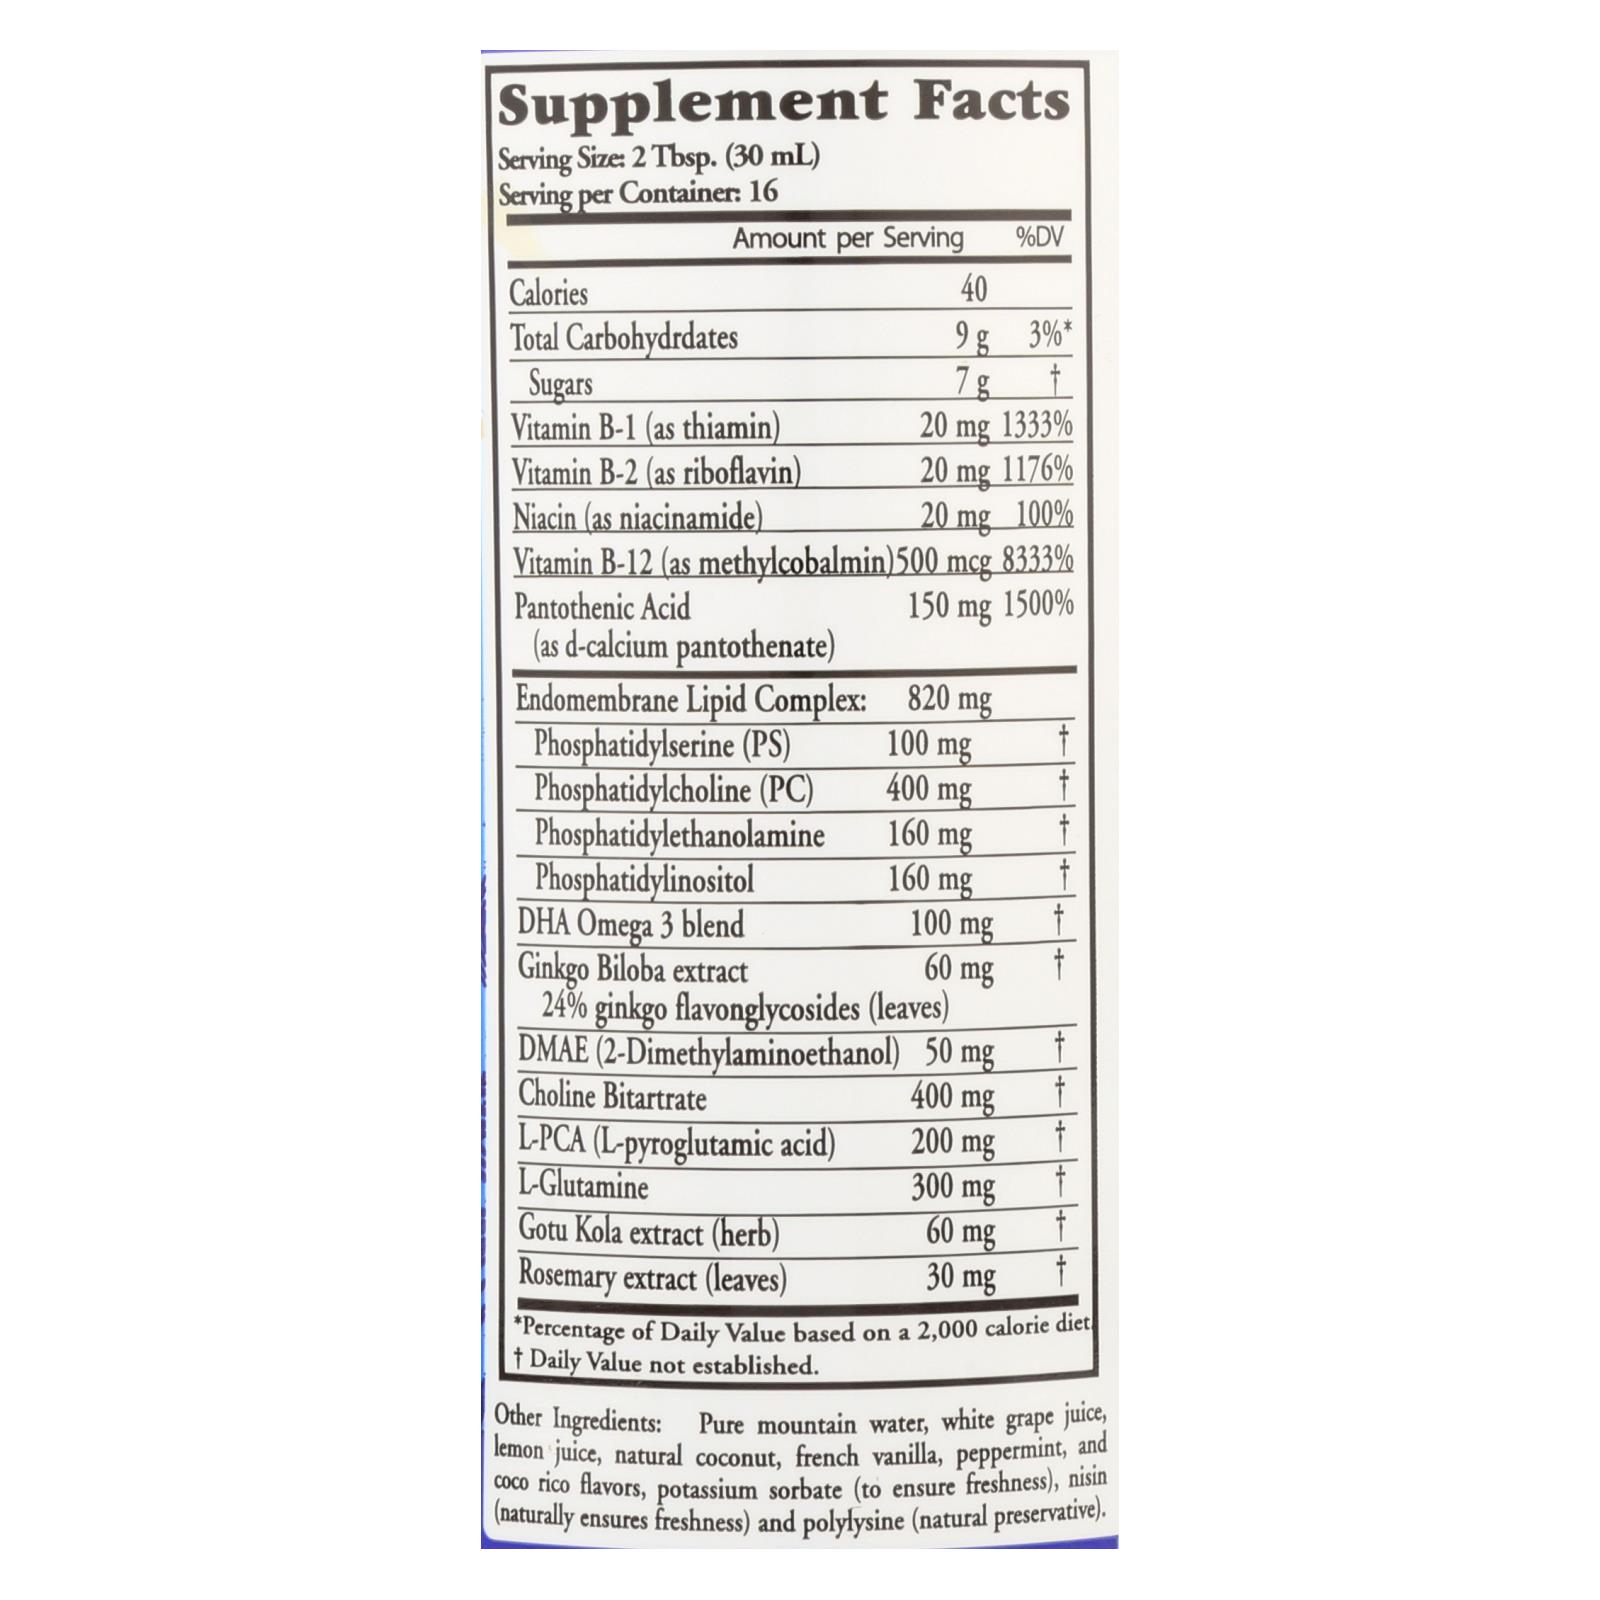 Supplement Facts
Serving Size: 2 Tbsp. (30 mL)
Serving per Container: 16
Amount per Serving %DV
Calories 40
Total Carbohydrdates 9 g 3%*
Sugars 7 g †
Vitamin B-1 (as thiamin) 20 mg 1333%
Vitamin B-2 (as riboflavin) 20 mg 1176%
Niacin (as niacinamide) 20 mg 100%
Vitamin B-12 (as methylcobalmin) 500 mcg 8333%
Pantothenic Acid 150 mg 1500%
(as d-calcium pantothenate)
Endomembrane Lipid Complex: 820 mg
Phosphatidylserine (PS) 100 mg †
Phosphatidylcholine (PC) 400 mg †
Phosphatidylethanolamine 160 mg †
Phosphatidylinositol 160 mg †
DHA Omega 3 blend 100 mg †
Ginkgo Biloba extract 60 mg †
24% ginkgo flavonglycosides (leaves)
DMAE (2-Dimethylaminoethanol) 50 mg †
Choline Bitartrate 400 mg †
L-PCA (L-pyroglutamic acid) 200 mg †
L-Glutamine 300 mg †
Gotu Kola extract (herb) 60 mg †
Rosemary extract (leaves) 30 mg †
*Percentage of Daily Value based on a 2,000 calorie diet.
† Daily Value not established.
Other Ingredients: Pure mountain water, white grape juice,
lemon juice, natural coconut, french vanilla, peppermint, and
coco rico flavors, potassium sorbate (to ensure freshness), nisin
(naturally ensures freshness) and polylysine (natural preservative).